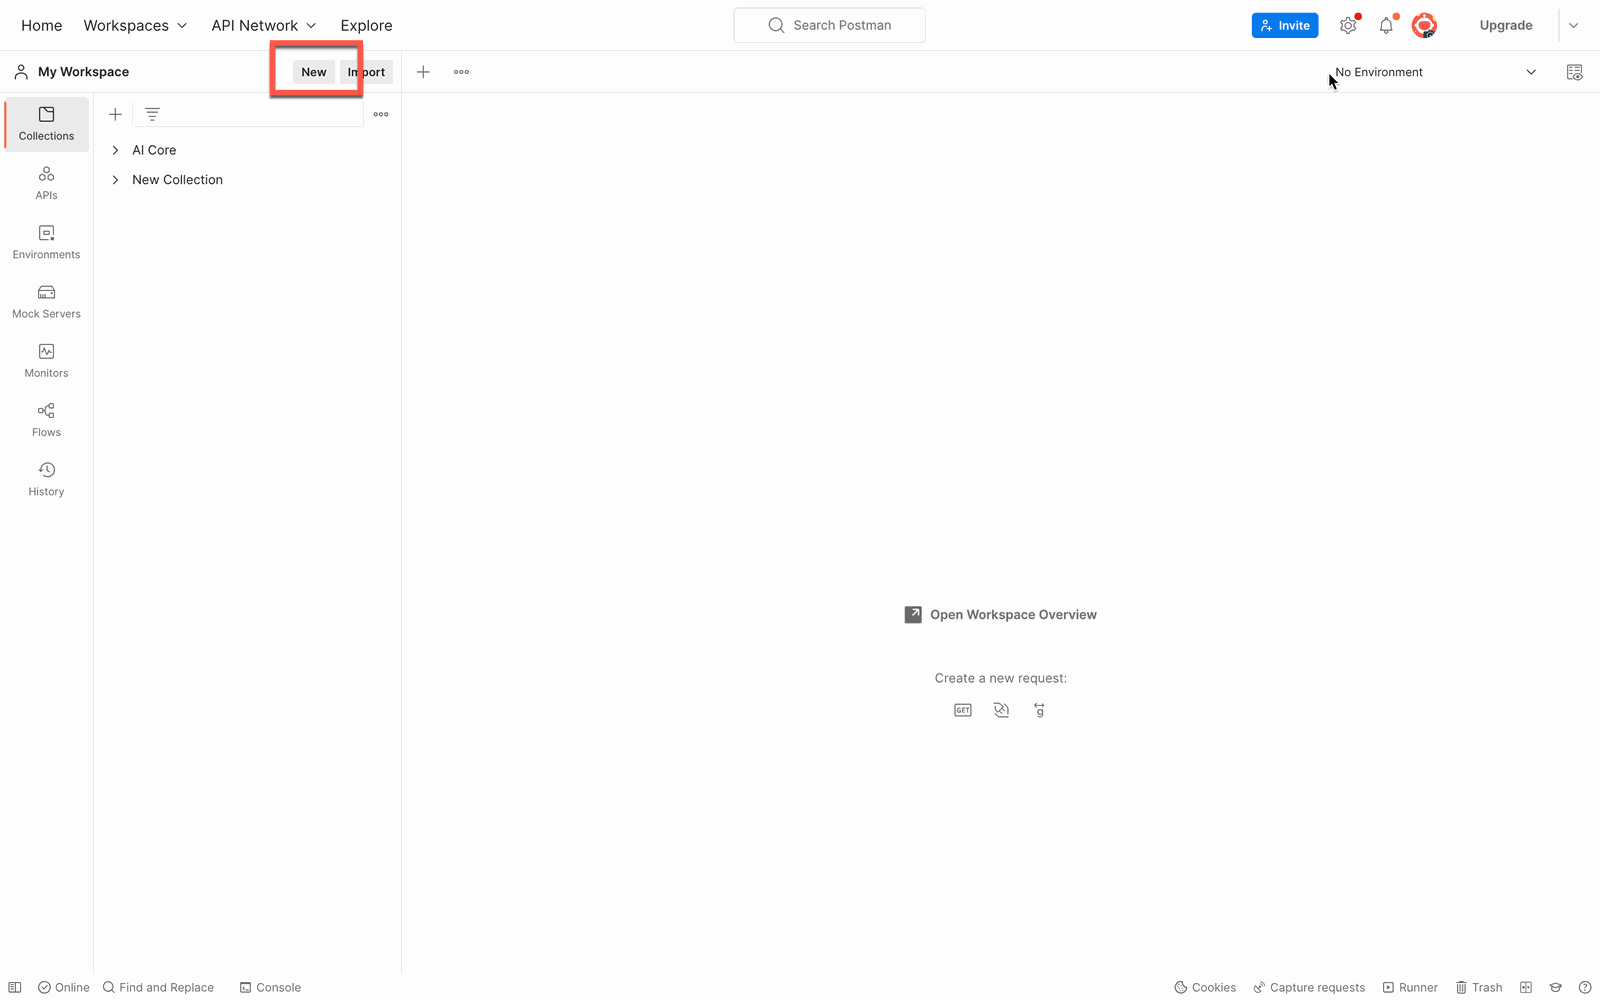 Home Workspaces API Network Explore Search Postman Invite Upgrade
My Workspace New Import No Environment
Collections
AI Core
New Collection
APIs
Environments
Mock Servers
Monitors
Flows
History
Open Workspace Overview
Create a new request:
GET
g
Online Find and Replace Console Cookies Capture requests Runner Trash